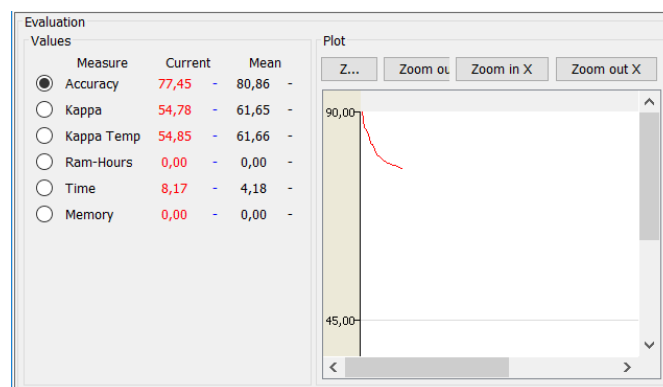 Evaluation
Values
Measure Current Mean
Accuracy 77,45 - 80,86 -
Kappa 54,78 - 61,65 -
Kappa Temp 54,85 - 61,66 -
Ram-Hours 0,00 - 0,00 -
Time 8,17 - 4,18 -
Memory 0,00 - 0,00 -
Plot
Z... Zoom ou Zoom in X Zoom out X
90,00
45,00